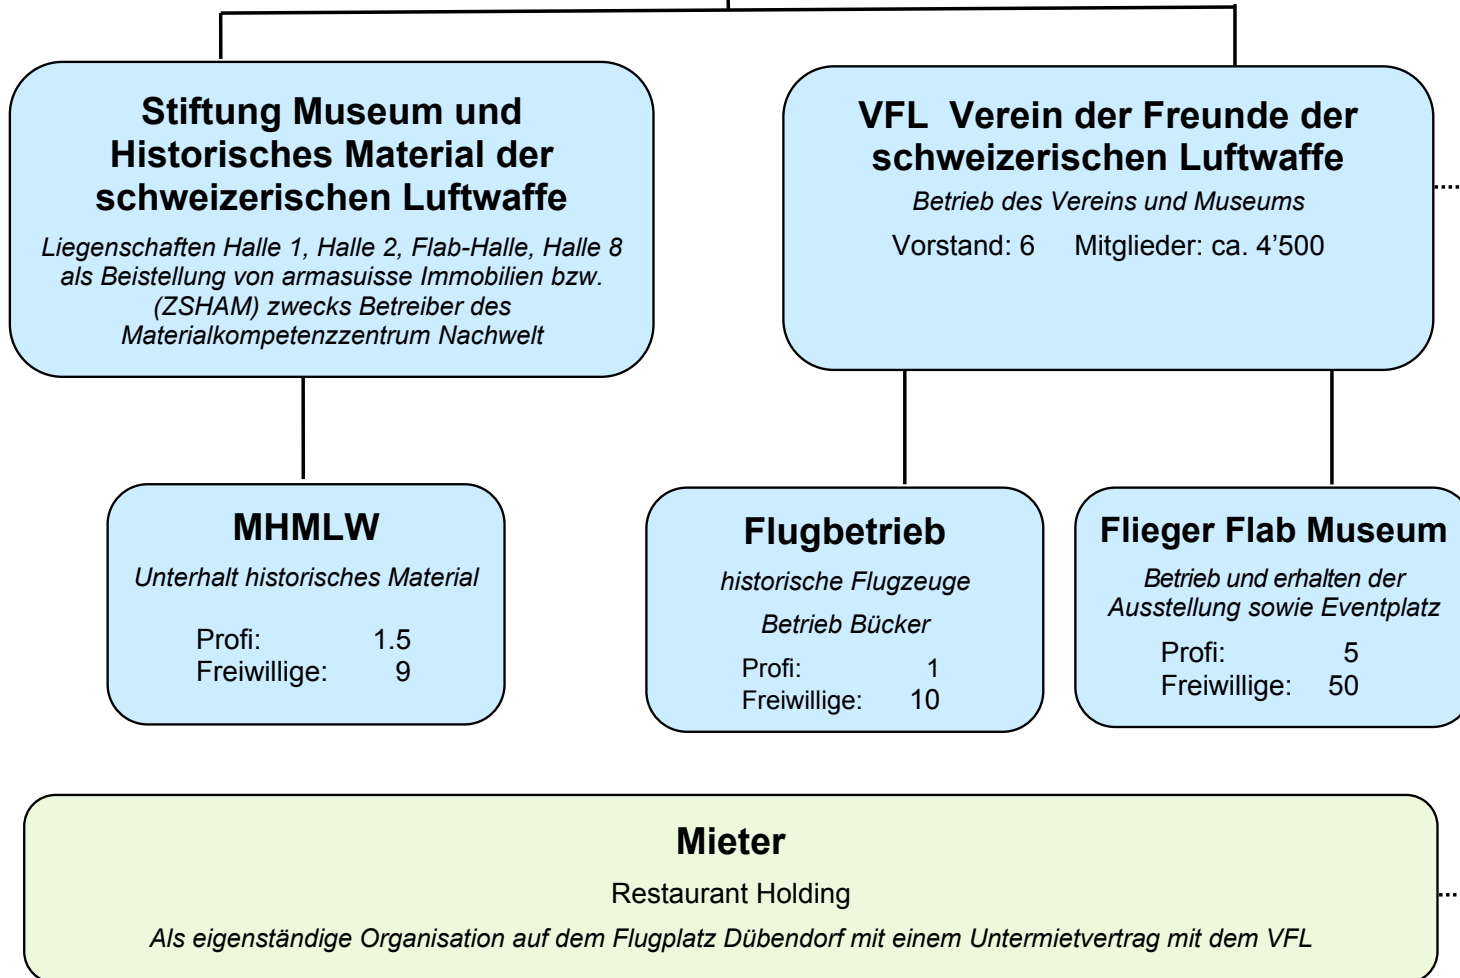 Stiftung Museum und
Historisches Material der
schweizerischen Luftwaffe
Liegenschaften Halle 1, Halle 2, Flab-Halle, Halle 8
als Beistellung von armasuisse Immobilien bzw.
(ZSHAM) zwecks Betreiber des
Materialkompetenzzentrum Nachwelt
VFL Verein der Freunde der
schweizerischen Luftwaffe
Betrieb des Vereins und Museums
Vorstand: 6 Mitglieder: ca. 4’500
MHMLW
Unterhalt historisches Material
Profi: 1.5
Freiwillige: 9
Flugbetrieb
historische Flugzeuge
Betrieb Bücker
Profi: 1
Freiwillige: 10
Flieger Flab Museum
Betrieb und erhalten der
Ausstellung sowie Eventplatz
Profi: 5
Freiwillige: 50
Mieter
Restaurant Holding
Als eigenständige Organisation auf dem Flugplatz Dübendorf mit einem Untermietvertrag mit dem VFL